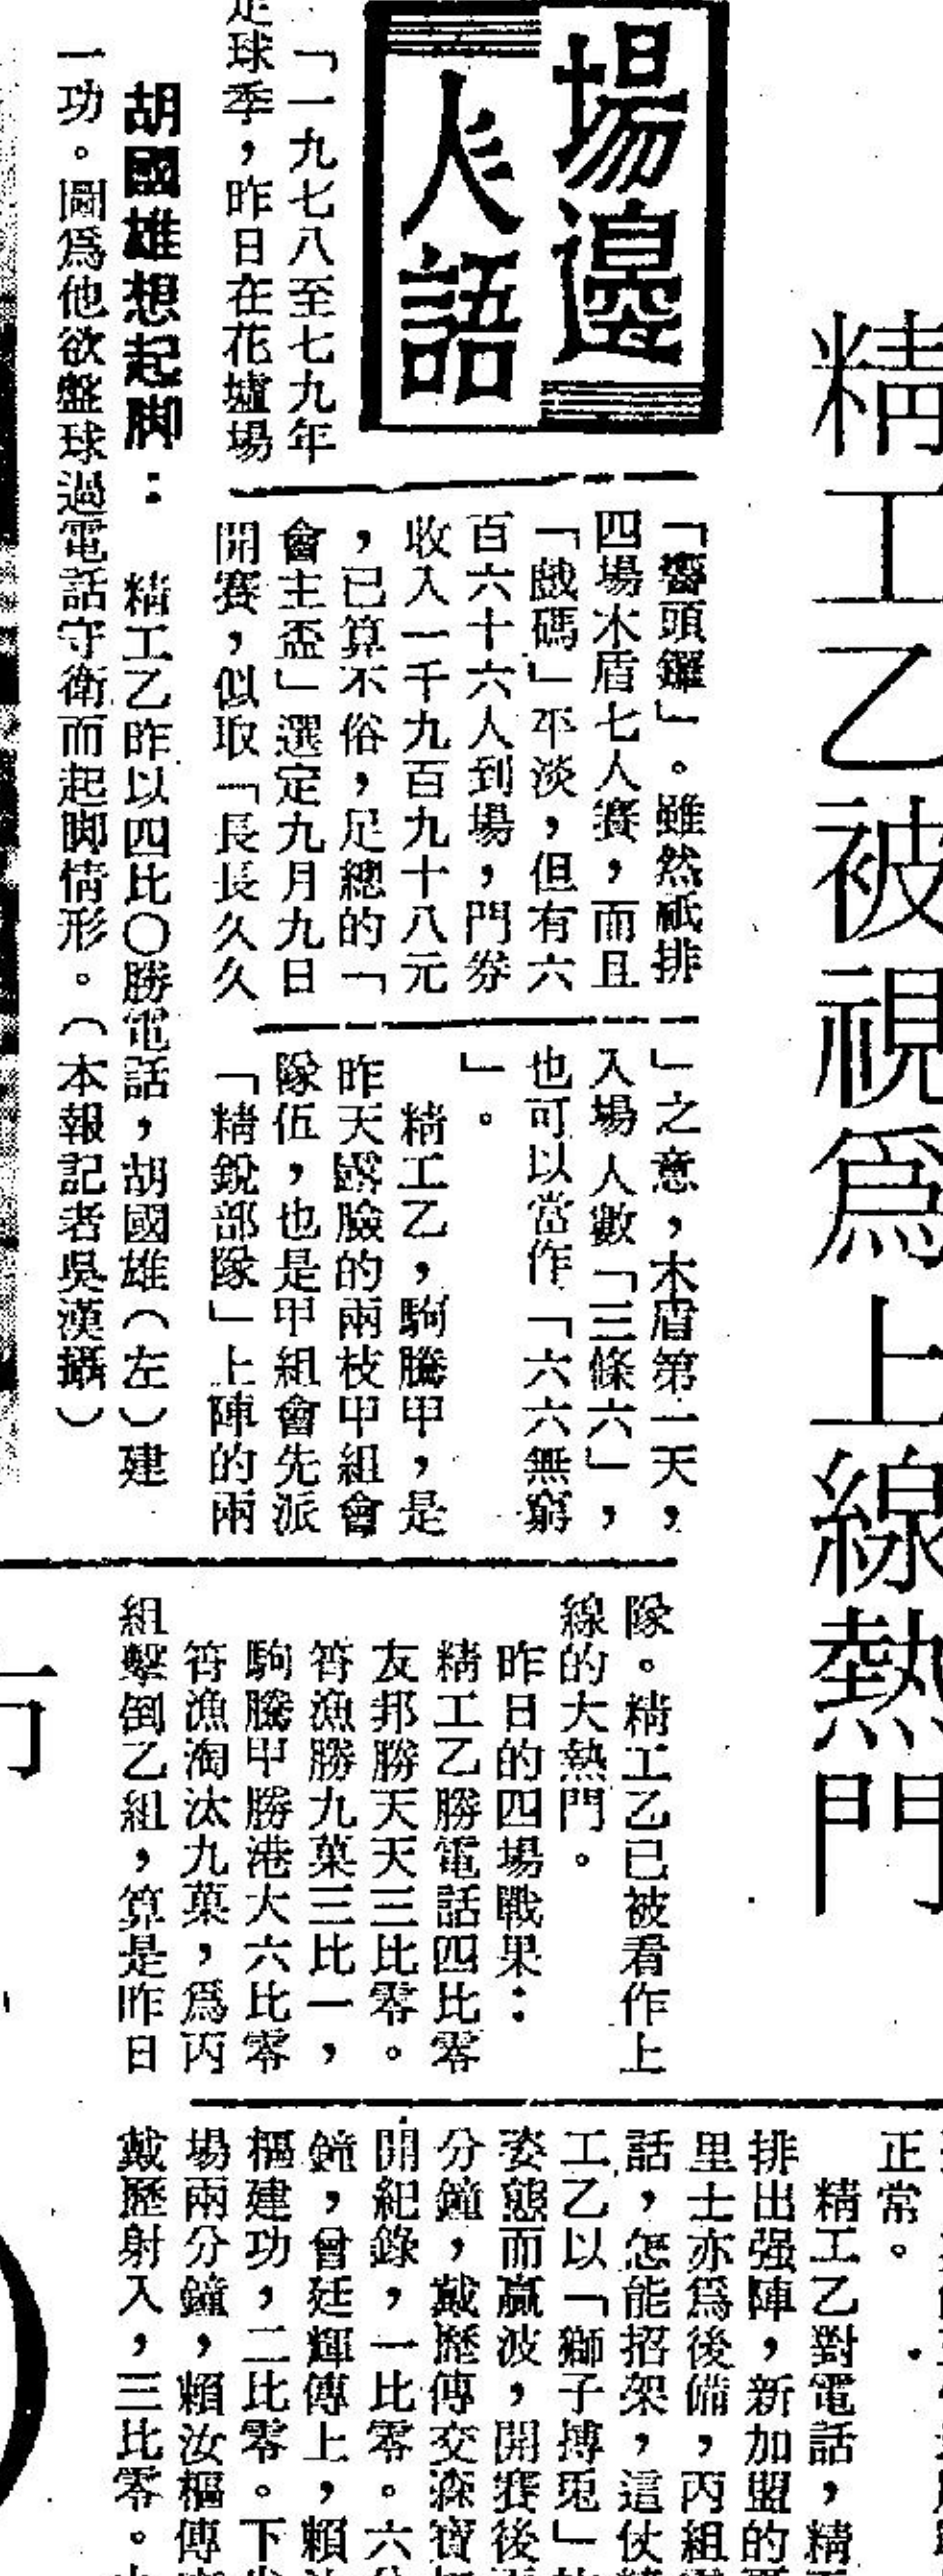 精工乙被視爲上線熱門
場邊
人語
「一九七八至七九年
足球季，昨日在花墟場
「響頭鑼」。雖然祇排
四場木盾七人賽，而且
「戲碼」平淡，但有六
百六十六人到場，門券
收入一千九百九十八元
，已算不俗，足總的「
會主盃」選定九月九日
開賽，似取「長長久久
」之意，木盾第一天，
入場人數「三條六」，
也可以當作「六六無窮
」。
精工乙，駒騰甲，是
昨天露臉的兩枝甲組會
隊伍，也是甲組會先派
「精銳部隊」上陣的兩
隊。精工乙已被看作上
線的大熱門。
昨日的四場戰果：
精工乙勝電話四比零
友邦勝天天三比零。
筲漁勝九菓三比一，
駒騰甲勝港大六比零
筲漁淘汰九菓，爲丙
組擊倒乙組，算是昨日
正常。
精工乙對電話，精
排出强陣，新加盟的
里士亦爲後備，丙組
話，怎能招架，這伙
工乙以「獅子搏兎」
姿態而贏波，開賽後
分鐘，戴歷傳交森寶
開紀錄，一比零。六
鐘，曾廷輝傳上，賴
樞建功，二比零。下
場兩分鐘，賴汝樞傳
戴歷射入，三比零。
胡國雄想起脚： 精工乙昨以四比〇勝電話，胡國雄（左）建
一功。圖爲他欲盤球過電話守衛而起脚情形。（本報記者吳漢攝）